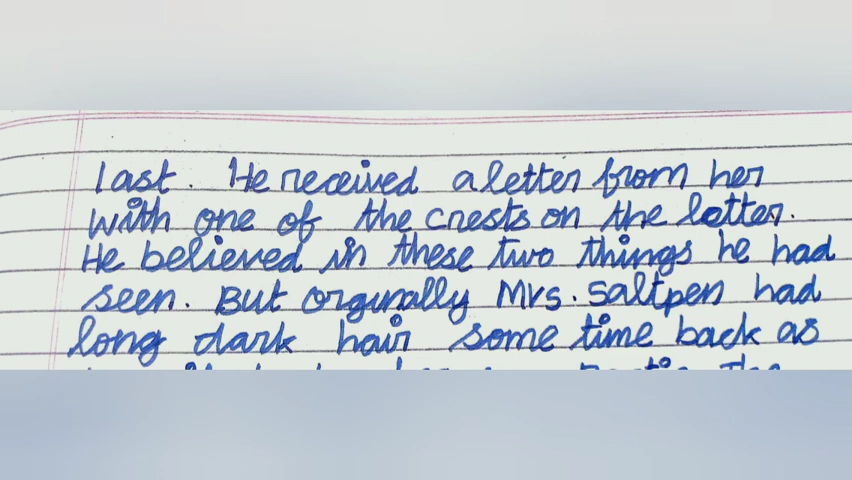 last. He received a letter from her
with one of the crests on the letter.
He believed in these two things he had
seen. But orginally Mrs. Saltpen had
long dark hair some time back as